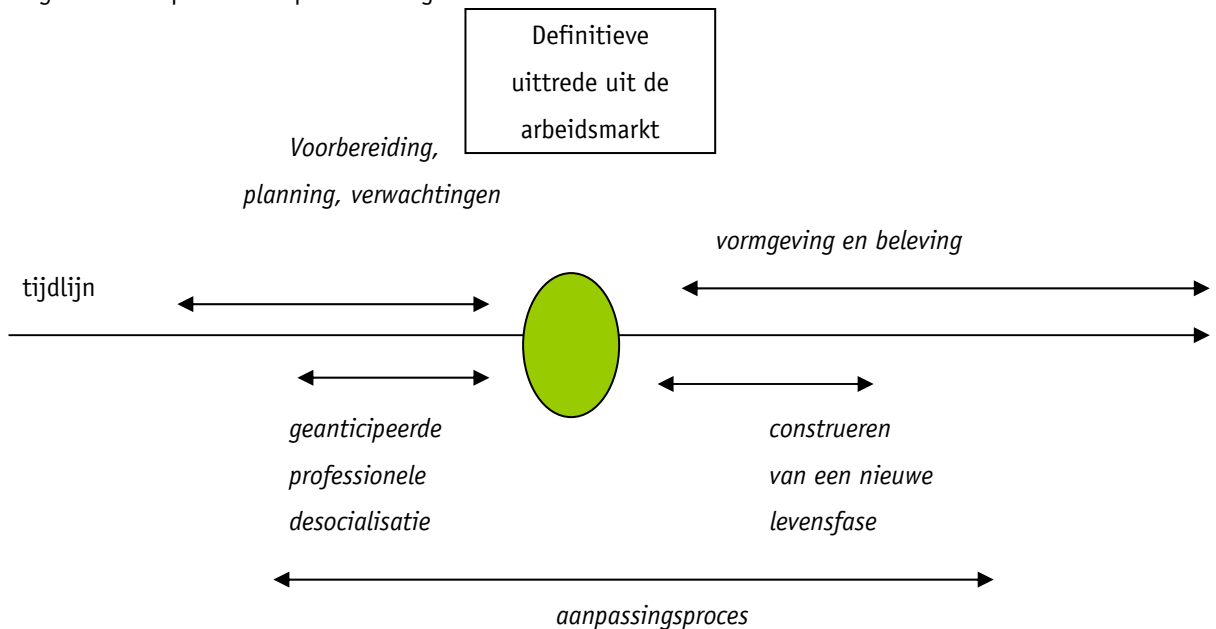 Definitieve
uittrede uit de
arbeidsmarkt
Voorbereiding,
planning, verwachtingen
vormgeving en beleving
tijdlijn
geanticipeerde
professionele
desocialisatie
construeren
van een nieuwe
levensfase
aanpassingsproces